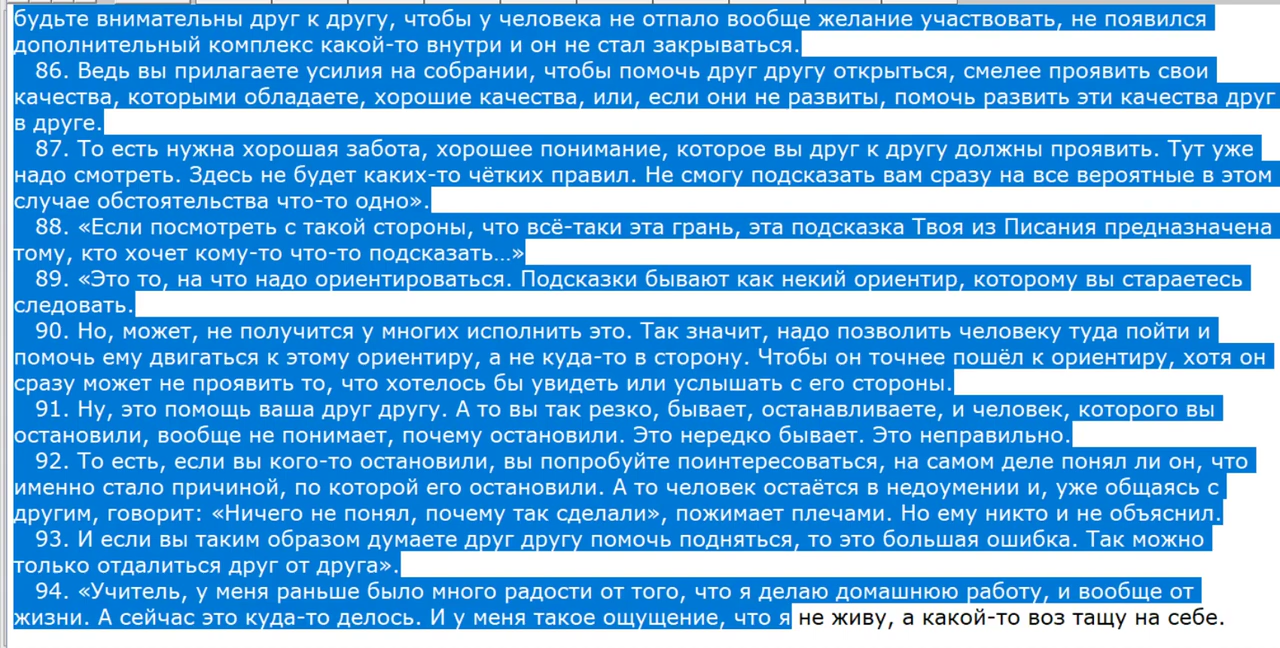 будьте внимательны друг к другу, чтобы у человека не отпало вообще желание участвовать, не появился
дополнительный комплекс какой-то внутри и он не стал закрываться.
86. Ведь вы прилагаете усилия на собрании, чтобы помочь друг другу открыться, смелее проявить свои
качества, которыми обладаете, хорошие качества, или, если они не развиты, помочь развить эти качества друг
в друге.
87. То есть нужна хорошая забота, хорошее понимание, которое вы друг к другу должны проявить. Тут уже
надо смотреть. Здесь не будет каких-то чётких правил. Не смогу подсказать вам сразу на все вероятные в этом
случае обстоятельства что-то одно».
88. «Если посмотреть с такой стороны, что всё-таки эта грань, эта подсказка Твоя из Писания предназначена
тому, кто хочет кому-то что-то подсказать...»
89. «Это то, на что надо ориентироваться. Подсказки бывают как некий ориентир, которому вы стараетесь
следовать.
90. Но, может, не получится у многих исполнить это. Так значит, надо позволить человеку туда пойти и
помочь ему двигаться к этому ориентиру, а не куда-то в сторону. Чтобы он точнее пошёл к ориентиру, хотя он
сразу может не проявить то, что хотелось бы увидеть или услышать с его стороны.
91. Ну, это помощь ваша друг другу. А то вы так резко, бывает, останавливаете, и человек, которого вы
остановили, вообще не понимает, почему остановили. Это нередко бывает. Это неправильно.
92. То есть, если вы кого-то остановили, вы попробуйте поинтересоваться, на самом деле понял ли он, что
именно стало причиной, по которой его остановили. А то человек остаётся в недоумении и, уже общаясь с
другим, говорит: «Ничего не понял, почему так сделали», пожимает плечами. Но ему никто и не объяснил.
93. И если вы таким образом думаете друг другу помочь подняться, то это большая ошибка. Так можно
только отдалиться друг от друга».
94. «Учитель, у меня раньше было много радости от того, что я делаю домашнюю работу, и вообще от
жизни. А сейчас это куда-то делось. И у меня такое ощущение, что я не живу, а какой-то воз тащу на себе.